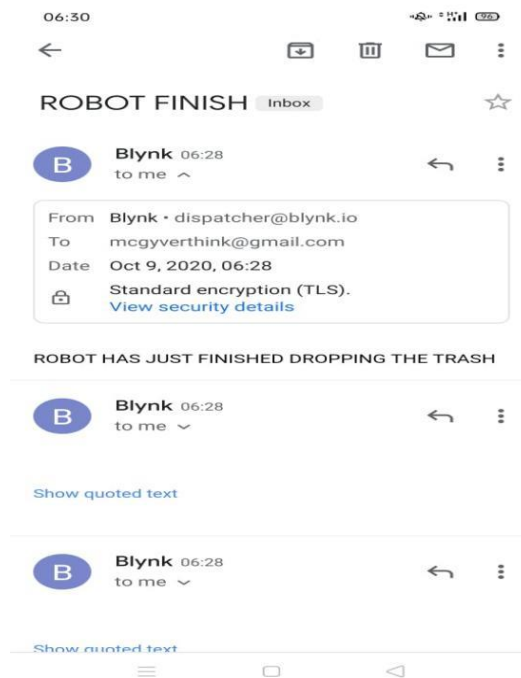 06:30
96
ROBOT FINISH Inbox
B
Blynk 06:28
to me
From Blynk • dispatcher@blynk.io
To mcgyverthink@gmail.com
Date Oct 9, 2020, 06:28
Standard encryption (TLS).
View security details
ROBOT HAS JUST FINISHED DROPPING THE TRASH
B
Blynk 06:28
to me
Show quoted text
B
Blynk 06:28
to me
Show quoted text